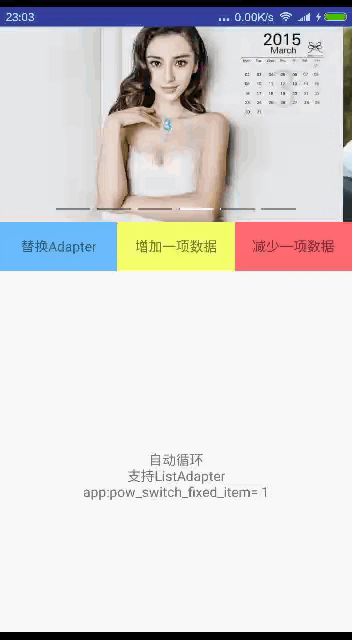 23:03
... 0.00K/s
2015
March
替换Adapter
增加一项数据
减少一项数据
自动循环
支持ListAdapter
app:pow_switch_fixed_item= 1